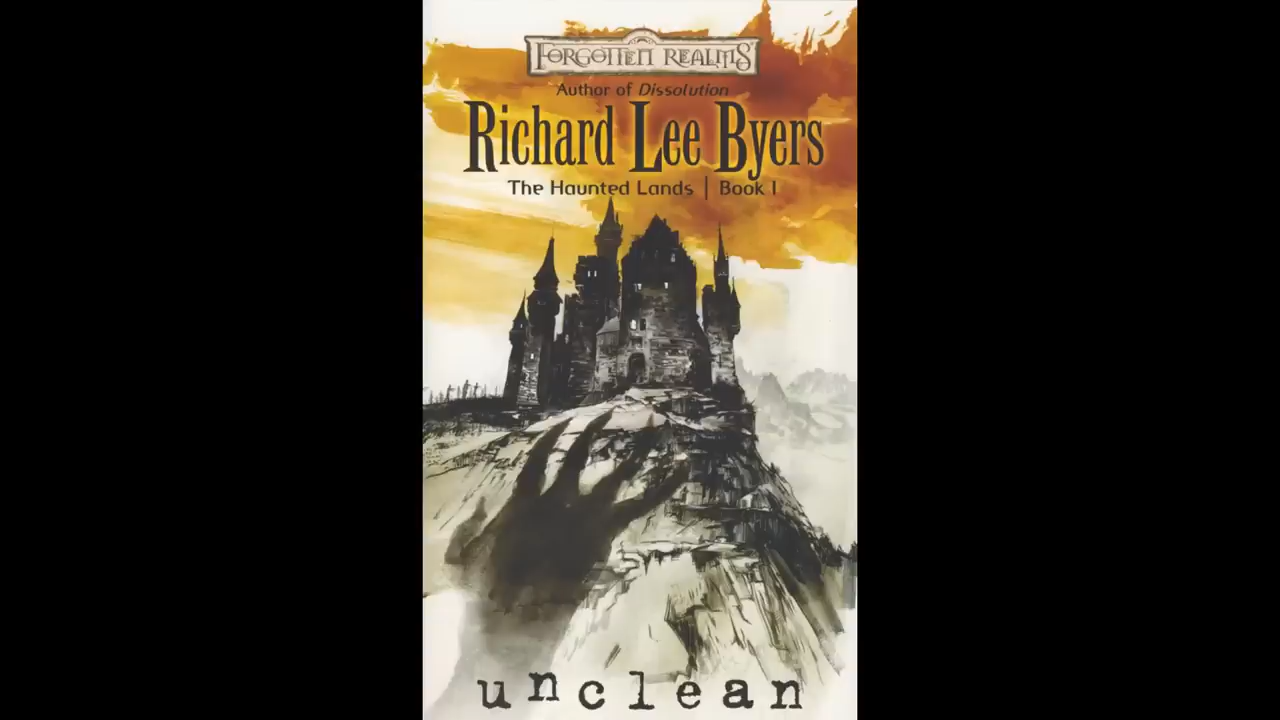 FORGOTTEN REALMS
Author of Dissolution
Richard Lee Byers
The Haunted Lands | Book I
unclean